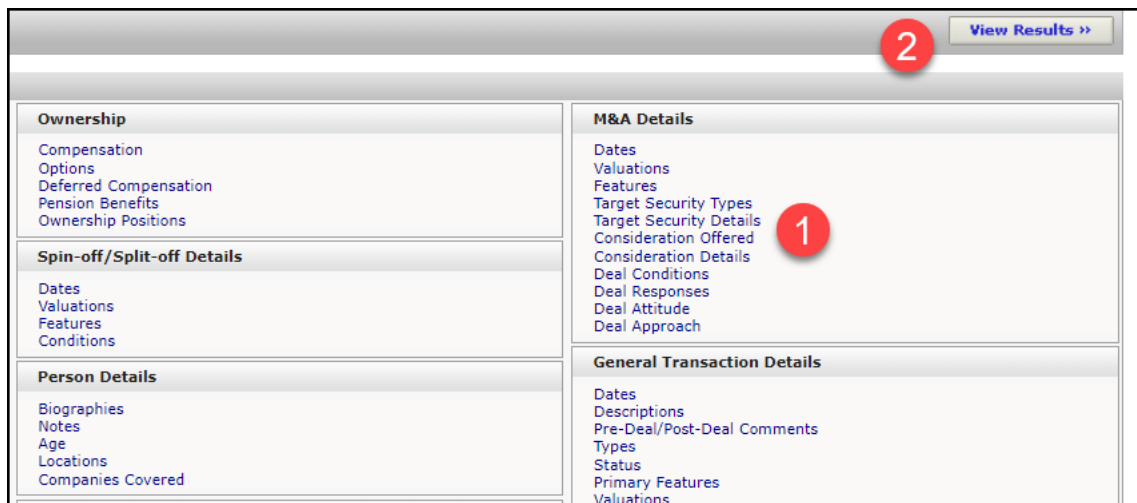 2
View Results »
Ownership
Compensation
Options
Deferred Compensation
Pension Benefits
Ownership Positions
Spin-off/Split-off Details
Dates
Valuations
Features
Conditions
Person Details
Biographies
Notes
Age
Locations
Companies Covered
M&A Details
Dates
Valuations
Features
Target Security Types
Target Security Details
1
Consideration Offered
Consideration Details
Deal Conditions
Deal Responses
Deal Attitude
Deal Approach
General Transaction Details
Dates
Descriptions
Pre-Deal/Post-Deal Comments
Types
Status
Primary Features
Valuations